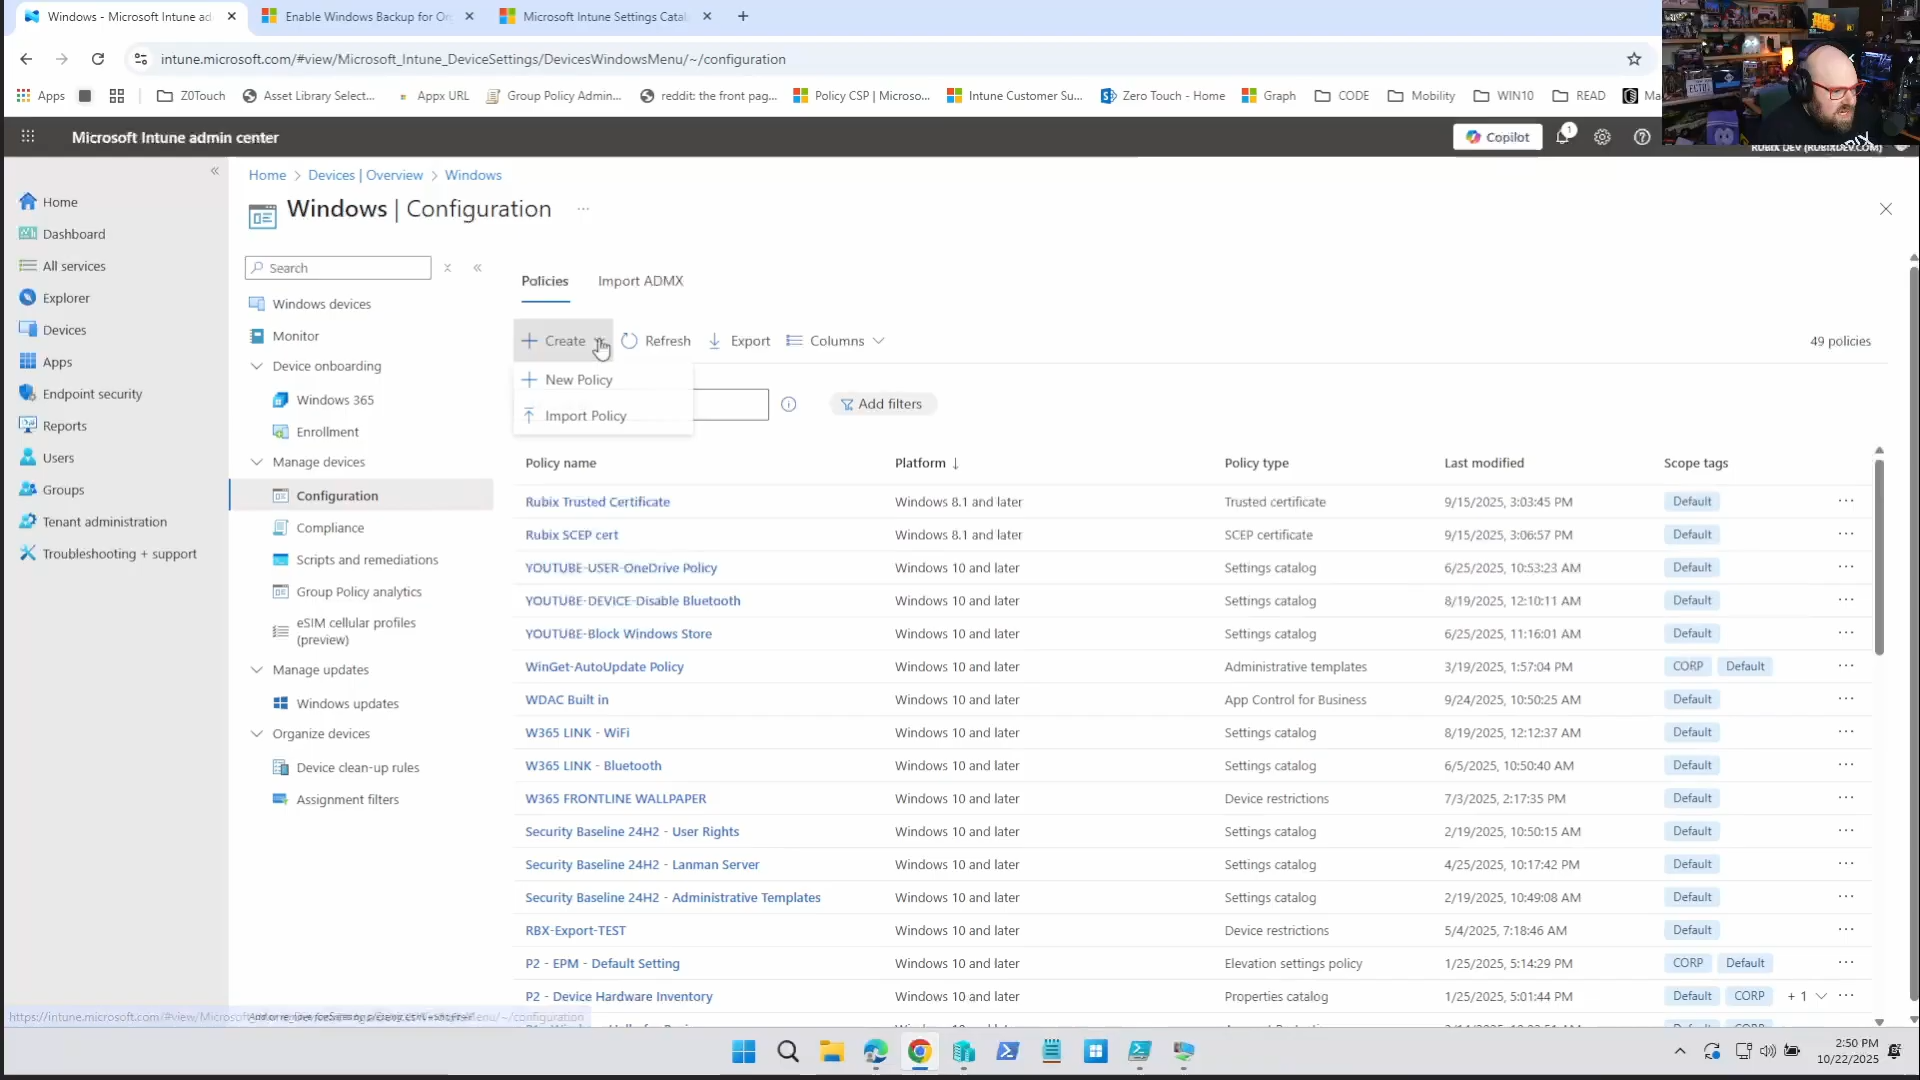 Windows - Microsoft Intune ad
Enable Windows Backup for Or
Microsoft Intune Settings Catal
intune.microsoft.com/#view/Microsoft_Intune_DeviceSettings/DevicesWindowsMenu/~/configuration
Apps
Z0Touch
Asset Library Select...
Appx URL
Group Policy Admin...
reddit: the front pag...
Policy CSP | Microso...
Intune Customer Su...
Zero Touch - Home
Graph
CODE
Mobility
WIN10
READ
Ma
Microsoft Intune admin center
Copilot
1
RUBIX DEV (RUBIXDEV.COM)
Home > Devices | Overview > Windows
Windows | Configuration
Home
Dashboard
All services
Explorer
Devices
Apps
Endpoint security
Reports
Users
Groups
Tenant administration
Troubleshooting + support
Search
Windows devices
Monitor
Device onboarding
Windows 365
Enrollment
Manage devices
Configuration
Compliance
Scripts and remediations
Group Policy analytics
eSIM cellular profiles
(preview)
Manage updates
Windows updates
Organize devices
Device clean-up rules
Assignment filters
Policies
Import ADMX
Create
Refresh
Export
Columns
49 policies
New Policy
Import Policy
Add filters
Policy name Platform ↓ Policy type Last modified Scope tags
Rubix Trusted Certificate Windows 8.1 and later Trusted certificate 9/15/2025, 3:03:45 PM Default
Rubix SCEP cert Windows 8.1 and later SCEP certificate 9/15/2025, 3:06:57 PM Default
YOUTUBE-USER-OneDrive Policy Windows 10 and later Settings catalog 6/25/2025, 10:53:23 AM Default
YOUTUBE-DEVICE-Disable Bluetooth Windows 10 and later Settings catalog 8/19/2025, 12:10:11 AM Default
YOUTUBE-Block Windows Store Windows 10 and later Settings catalog 6/25/2025, 11:16:01 AM Default
WinGet-AutoUpdate Policy Windows 10 and later Administrative templates 3/19/2025, 1:57:04 PM CORP Default
WDAC Built in Windows 10 and later App Control for Business 9/24/2025, 10:50:25 AM Default
W365 LINK - WiFi Windows 10 and later Settings catalog 8/19/2025, 12:12:37 AM Default
W365 LINK - Bluetooth Windows 10 and later Settings catalog 6/5/2025, 10:50:40 AM Default
W365 FRONTLINE WALLPAPER Windows 10 and later Device restrictions 7/3/2025, 2:17:35 PM Default
Security Baseline 24H2 - User Rights Windows 10 and later Settings catalog 2/19/2025, 10:50:15 AM Default
Security Baseline 24H2 - Lanman Server Windows 10 and later Settings catalog 4/25/2025, 10:17:42 PM Default
Security Baseline 24H2 - Administrative Templates Windows 10 and later Settings catalog 2/19/2025, 10:49:08 AM Default
RBX-Export-TEST Windows 10 and later Device restrictions 5/4/2025, 7:18:46 AM Default
P2 - EPM - Default Setting Windows 10 and later Elevation settings policy 1/25/2025, 5:14:29 PM CORP Default
P2 - Device Hardware Inventory Windows 10 and later Properties catalog 1/25/2025, 5:01:44 PM Default CORP + 1
2:50 PM
10/22/2025